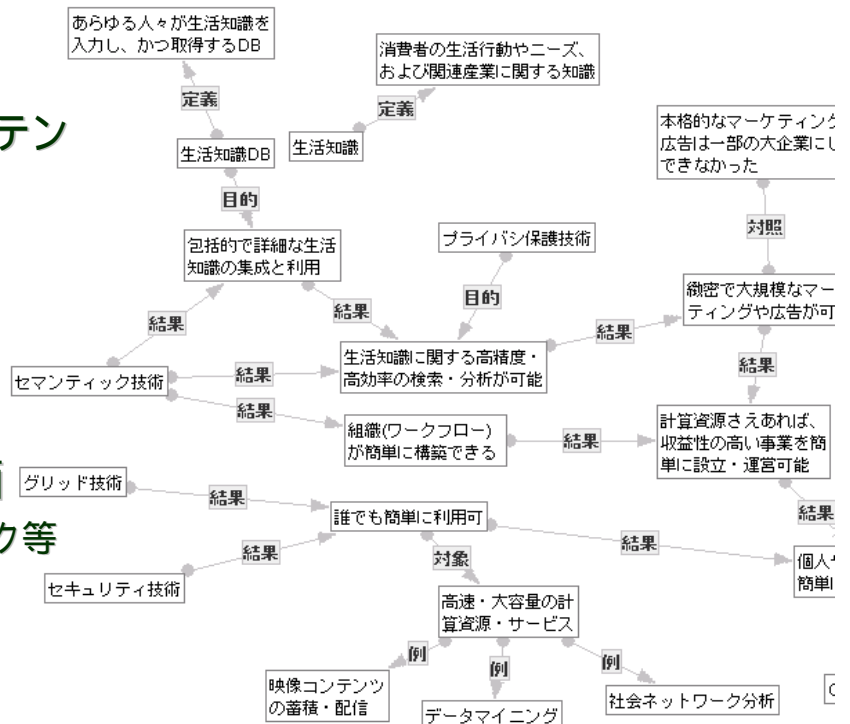 あらゆる人々が生活知識を
入力し、かつ取得するDB
消費者の生活行動やニーズ、
および関連産業に関する知識
定義
定義
テン
本格的なマーケティング
広告は一部の大企業にし
できなかった
生活知識DB
生活知識
目的
対照
包括的で詳細な生活
知識の集成と利用
プライバシ保護技術
緻密で大規模なマー
ティングや広告が可
目的
結果
結果
結果
生活知識に関する高精度・
高効率の検索・分析が可能
結果
セマンティック技術
結果
結果
組織(ワークフロー)
が簡単に構築できる
結果
計算資源さえあれば、
収益性の高い事業を簡
単に設立・運営可能
グリッド技術
結果
誰でも簡単に利用可
結果
ク等
結果
対象
結果
個人
簡単
セキュリティ技術
高速・大容量の計
算資源・サービス
例
例
例
映像コンテンツ
の蓄積・配信
データマイニング
社会ネットワーク分析